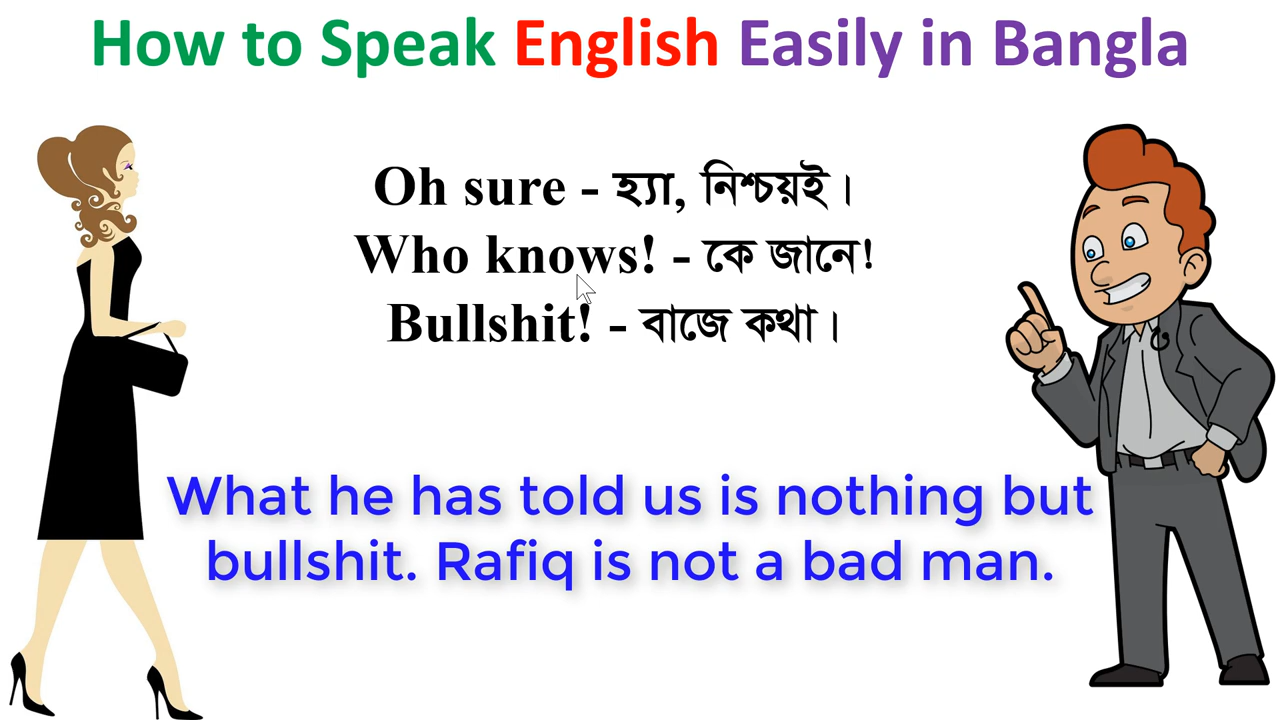 How to Speak English Easily in Bangla
Oh sure - হ্যা, নিশ্চয়ই।
Who knows! - কে জানে!
Bullshit! - বাজে কথা।
What he has told us is nothing but
bullshit. Rafiq is not a bad man.